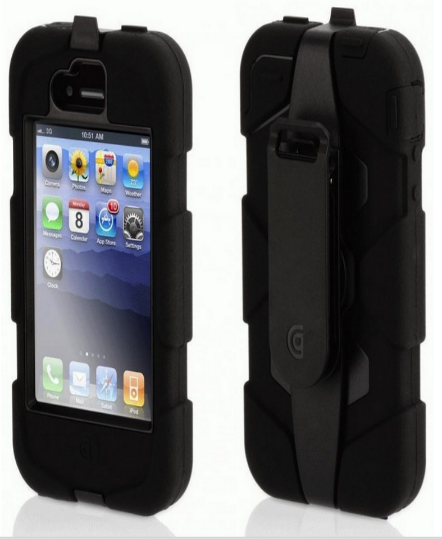 3G 10:51 AM
Camera Photos Maps Weather
Monday
8
10
Messages Calendar App Store Settings
Clock
Phone Mail Safari iPod